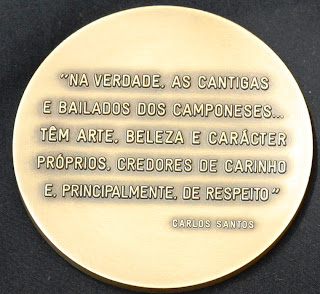 "NA VERDADE, AS CANTIGAS
E BAILADOS DOS CAMPONESES...
TÊM ARTE, BELEZA E CARÁCTER
PRÓPRIOS, CREDORES DE CARINHO
E, PRINCIPALMENTE, DE RESPEITO"
CARLOS SANTOS